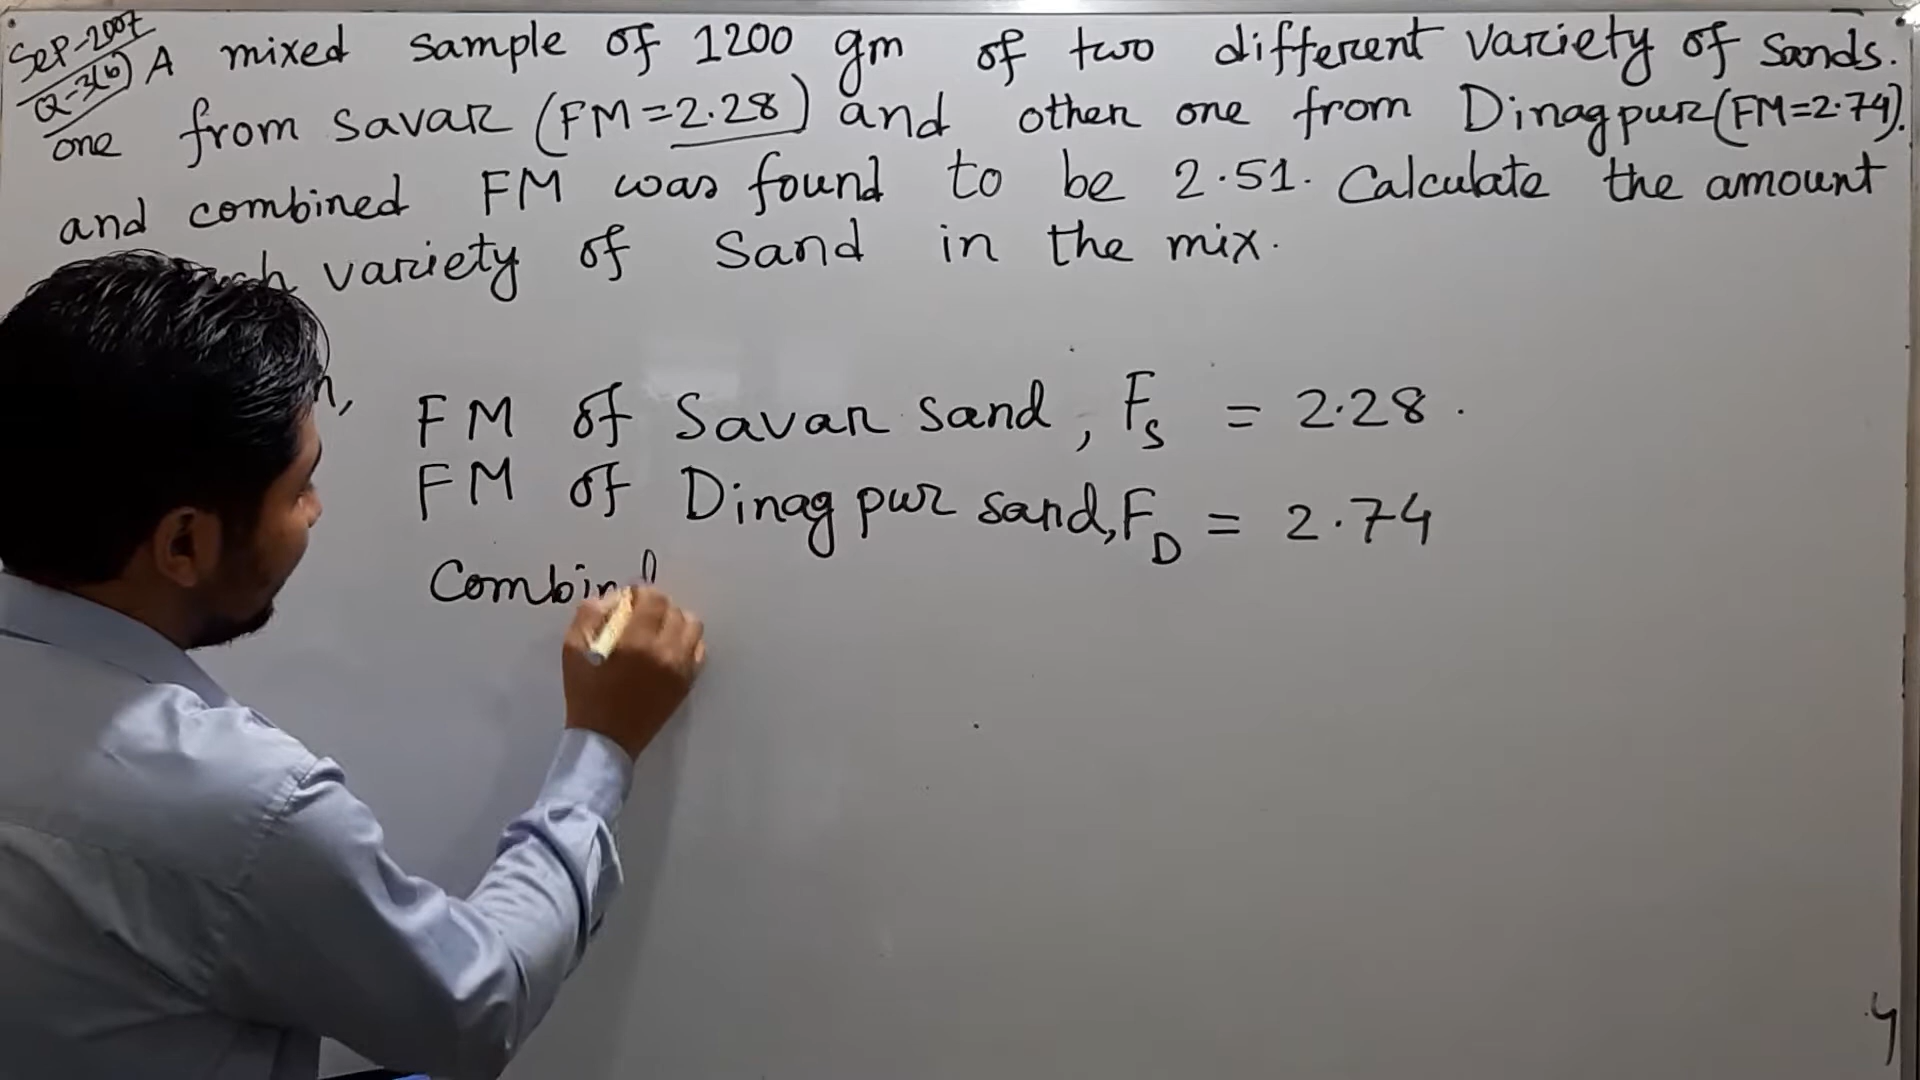 Sep-2007
Q-3(b)
A mixed sample of 1200 gm of two different variety of sands.
one from savar (FM=2.28) and other one from Dinagpur (FM=2.74).
and combined FM was found to be 2.51. Calculate the amount
variety of sand in the mix.
FM of Savar sand, F_S = 2.28.
FM of Dinagpur sand, F_D = 2.74
Combin